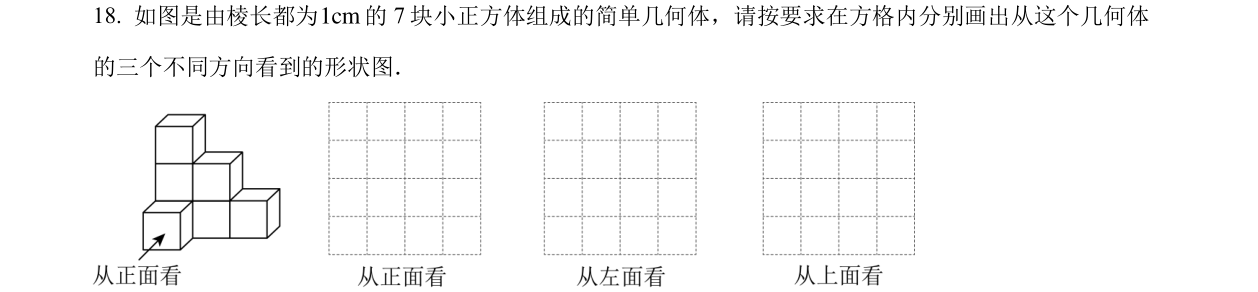 18. 如图是由棱长都为1cm的7块小正方体组成的简单几何体，请按要求在方格内分别画出从这个几何体
的三个不同方向看到的形状图.
从正面看 从正面看 从左面看 从上面看